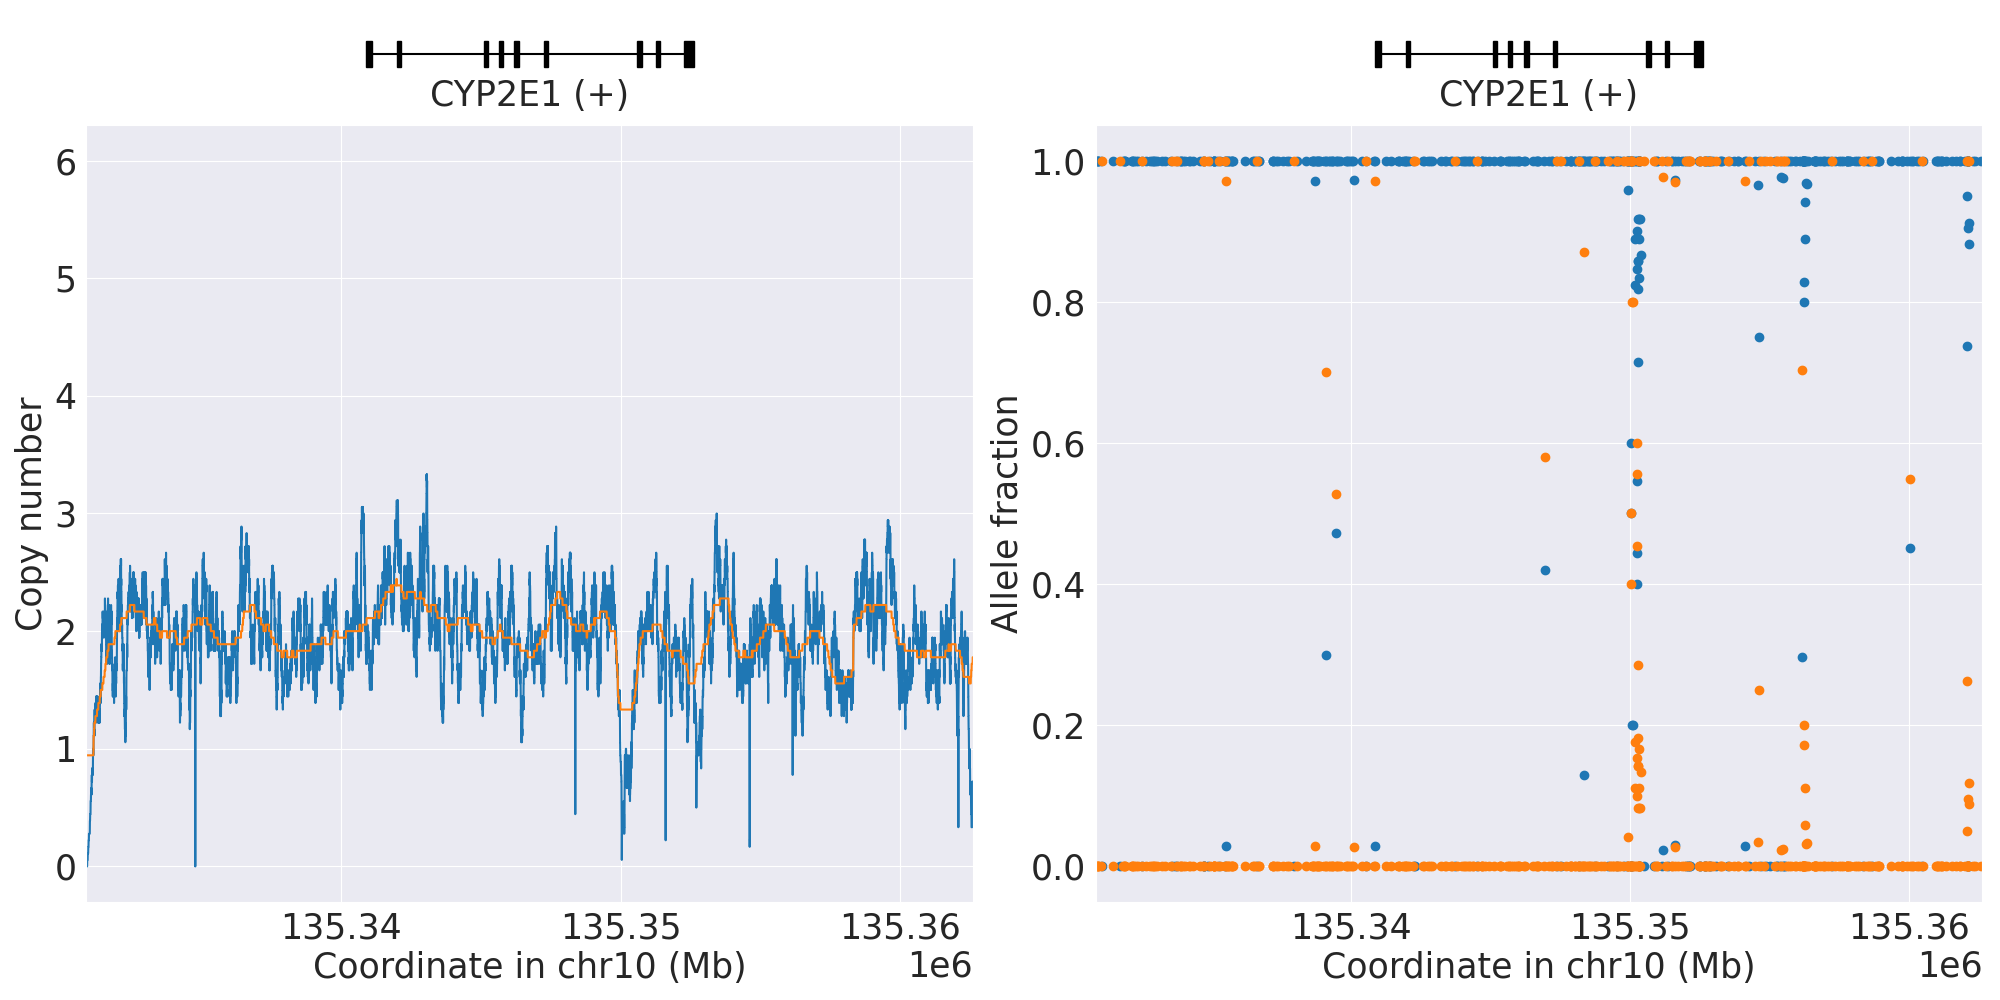 CYP2E1 (+)
6
5
4
3
2
1
0
Copy number
135.34 135.35 135.36
Coordinate in chr10 (Mb)
1e6
CYP2E1 (+)
1.0
0.8
0.6
0.4
0.2
0.0
Allele fraction
135.34 135.35 135.36
Coordinate in chr10 (Mb)
1e6